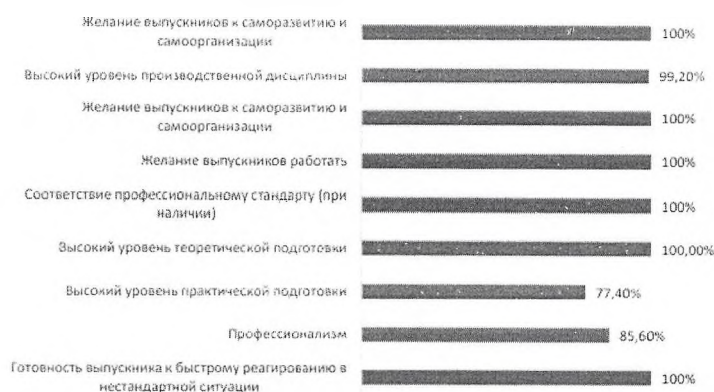 Желание выпускников к саморазвитию и
самоорганизации
100%
Высокий уровень производственной дисциплины
99,20%
Желание выпускников к саморазвитию и
самоорганизации
100%
Желание выпускников работать
100%
Соответствие профессиональному стандарту (при
наличии)
100%
Высокий уровень теоретической подготовки
100,00%
Высокий уровень практической подготовки
77,40%
Профессионализм
85,60%
Готовность выпускника к быстрому реагированию в
нестандартной ситуации
100%